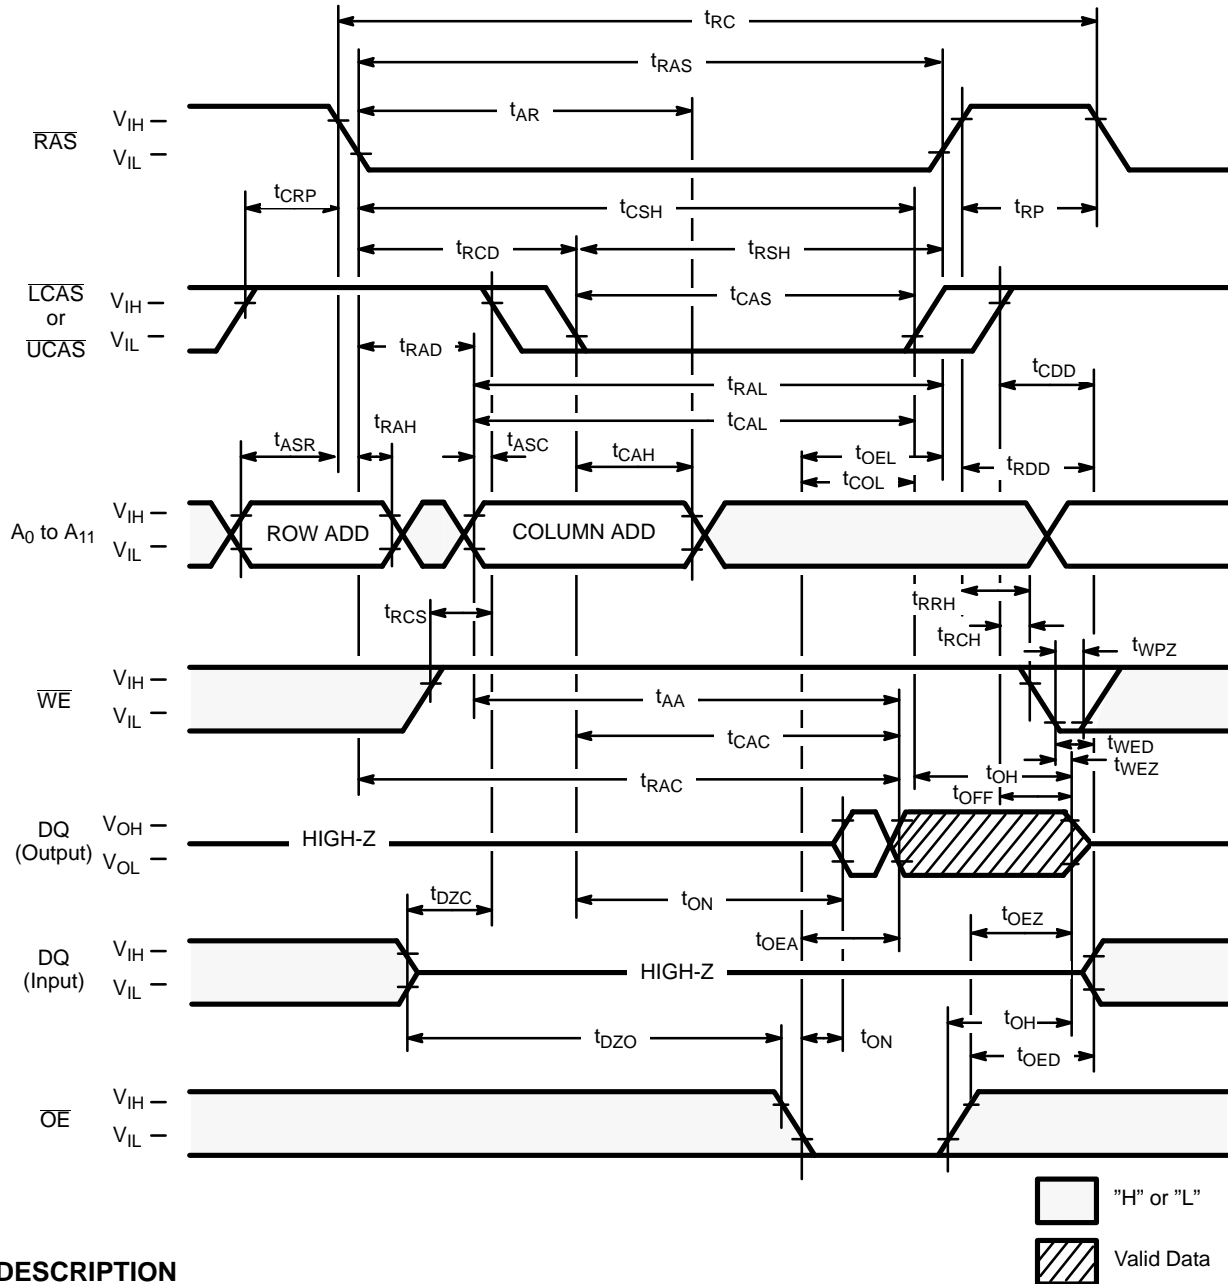 tRC
tRAS
tAR
RAS
VIH
VIL
tCRP
tCSH
tRP
tRCD
tRSH
LCAS
or
UCAS
VIH
VIL
tCAS
tRAD
tCDD
tRAL
tRAH
tCAL
tASR
tASC
tCAH
tOEL
tRDD
tCOL
A0 to A11
VIH
VIL
ROW ADD
COLUMN ADD
tRCS
tRRH
tRCH
tWPZ
WE
VIH
VIL
tAA
tCAC
tWED
tWEZ
tRAC
tOH
tOFF
DQ
(Output)
VOH
VOL
HIGH-Z
tDZC
tON
tOEA
tOEZ
DQ
(Input)
VIH
VIL
HIGH-Z
tDZO
tON
tOH
tOED
OE
VIH
VIL
"H" or "L"
Valid Data
DESCRIPTION